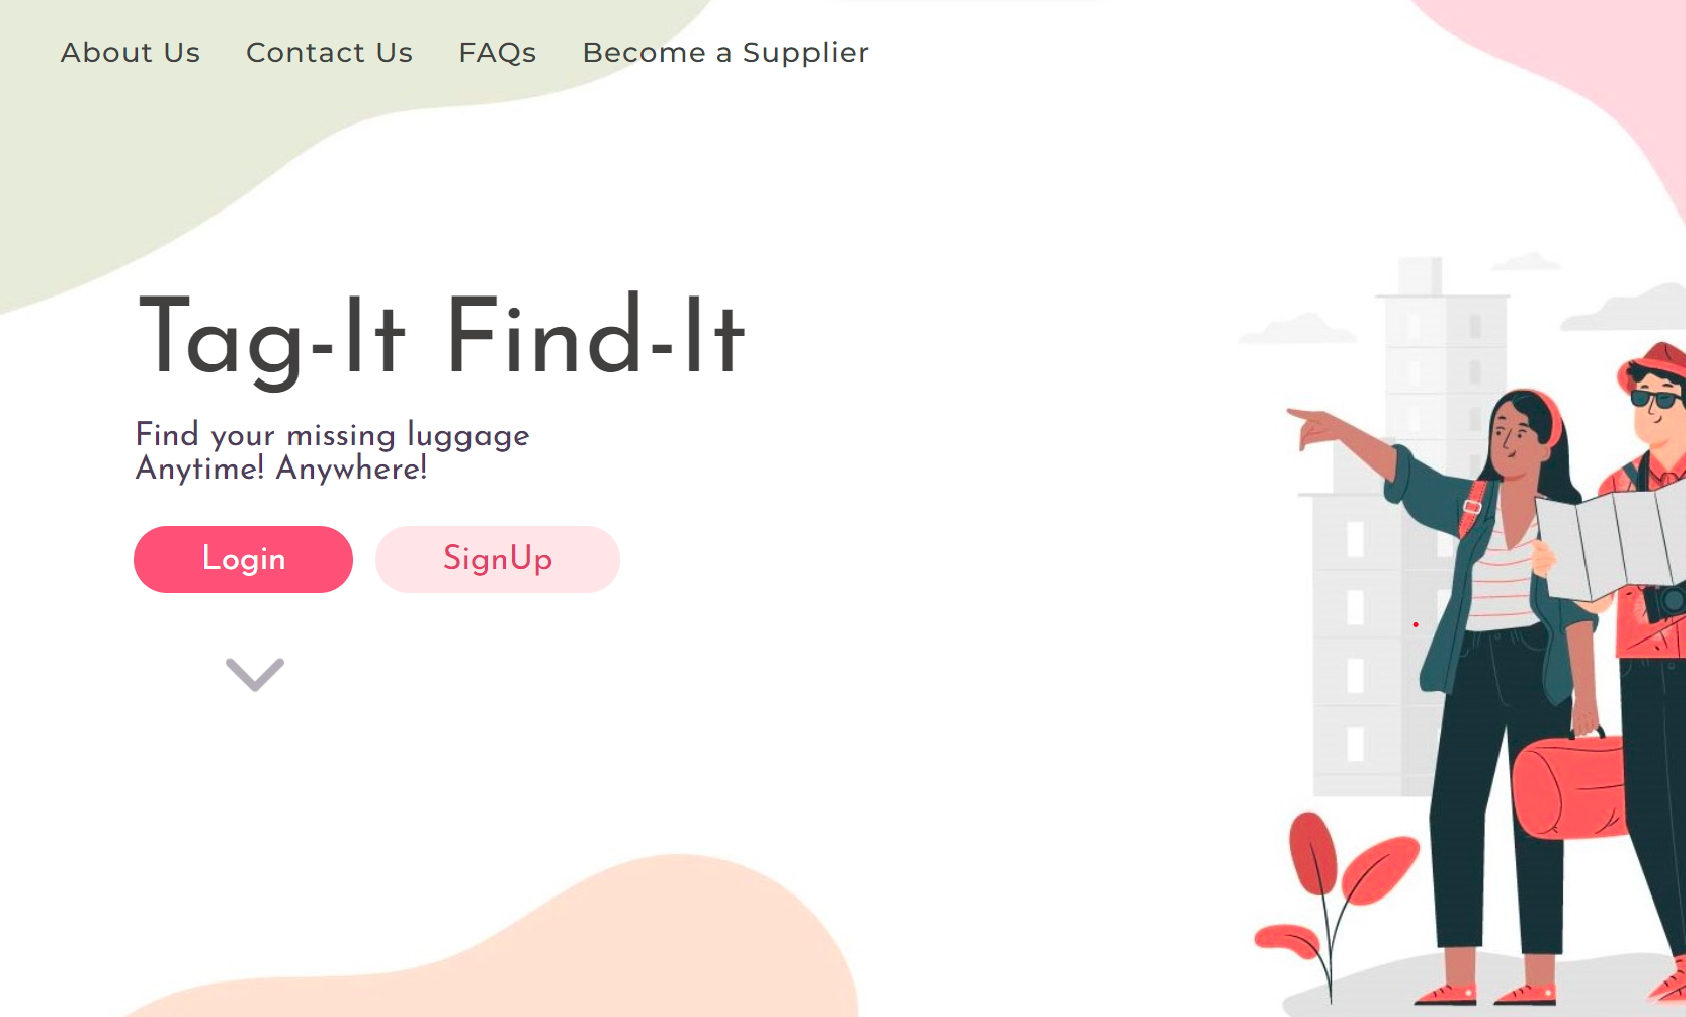 About Us Contact Us FAQs Become a Supplier
Tag-It Find-It
Find your missing luggage
Anytime! Anywhere!
Login SignUp